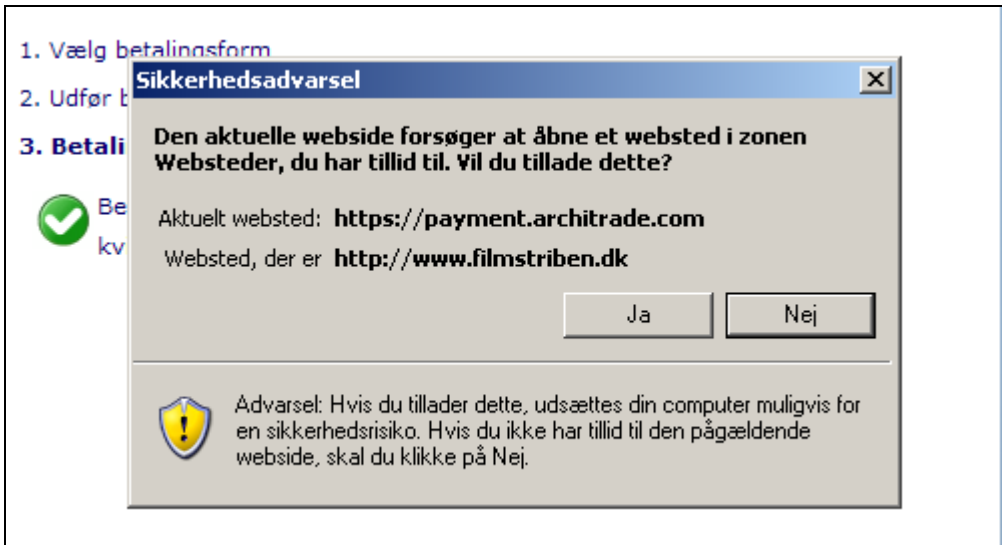 1. Vælg betalingsform
2. Udfør b
3. Betali
Be
kv
Sikkerhedsadvarsel
Den aktuelle webside forsøger at åbne et websted i zonen
Websteder, du har tillid til. Vil du tillade dette?
Aktuelt websted: https://payment.architrade.com
Websted, der er http://www.filmstriben.dk
Ja Nej
Advarsel: Hvis du tillader dette, udsættes din computer muligvis for
en sikkerhedsrisiko. Hvis du ikke har tillid til den pågældende
webside, skal du klikke på Nej.